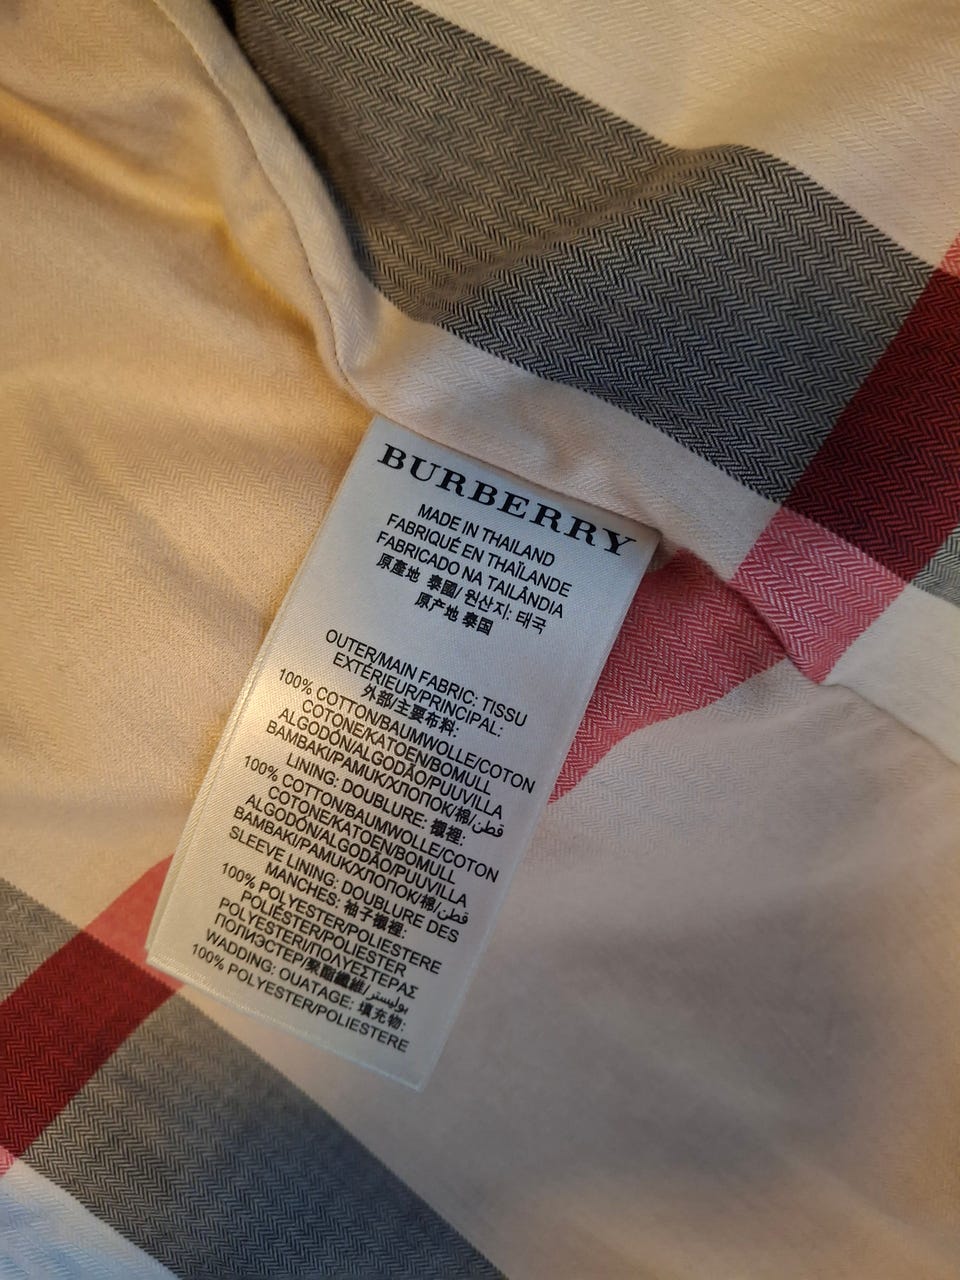 BURBERRY
MADE IN THAILAND
FABRIQUÉ EN THAÏLANDE
FABRICADO NA TAILÂNDIA
原產地 泰國/ 원산지: 태국
原产地 泰国
OUTER/MAIN FABRIC: TISSU
EXTÉRIEUR/PRINCIPAL:
外部/主要布料:
100% COTTON/BAUMWOLLE/COTON
COTONE/KATOEN/BOMULL
ALGODÓN/ALGODÃO/PUUVILLA
BAMBAKI/PAMUK/ХЛОПОК/棉/قطن
LINING: DOUBLURE: 襯裡:
100% COTTON/BAUMWOLLE/COTON
COTONE/KATOEN/BOMULL
ALGODÓN/ALGODÃO/PUUVILLA
BAMBAKI/PAMUK/ХЛОПОК/棉/قطن
SLEEVE LINING: DOUBLURE DES
MANCHES: 袖子襯裡:
100% POLYESTER/POLIESTERE
POLIÉSTER/POLIESTER
POLYESTERI/ΠΟΛΥΕΣΤΕΡΑΣ
ПОЛИЭСТЕР/聚酯纖維/بوليستر
WADDING: OUATAGE: 填充物:
100% POLYESTER/POLIESTERE